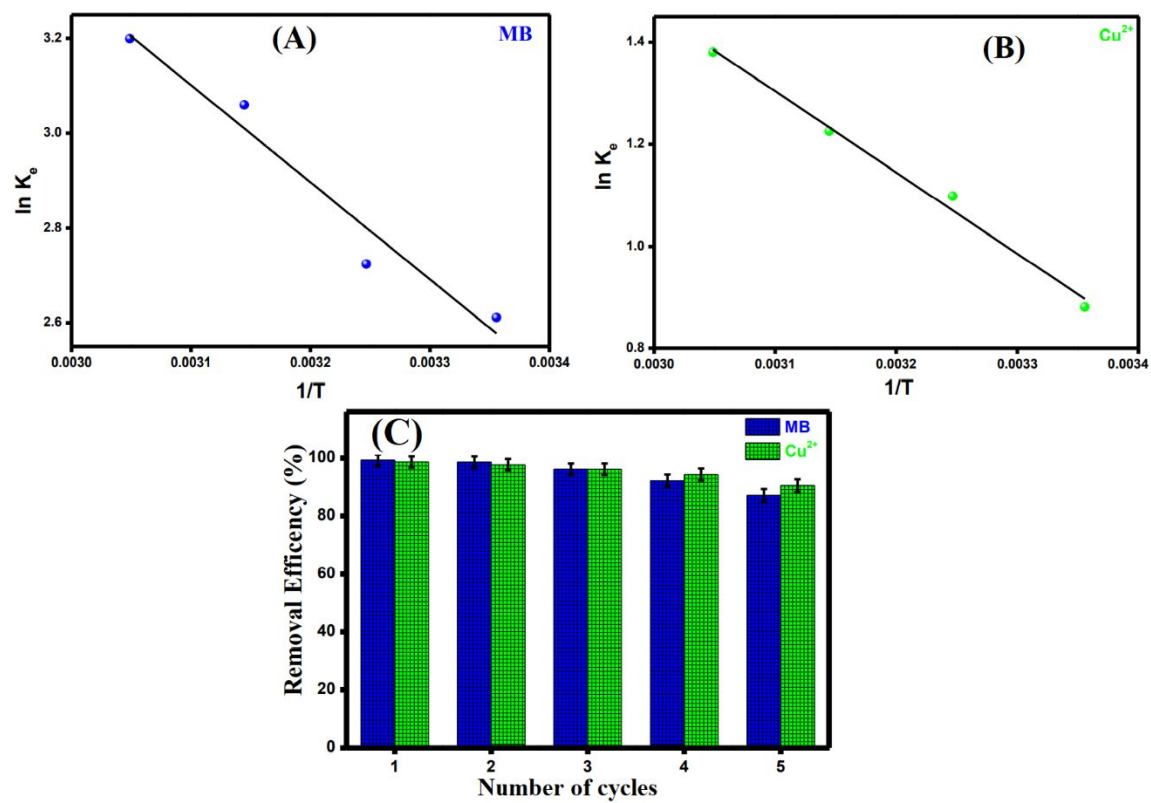 (A)
MB
3.2
3.0
2.8
2.6
ln Kₑ
0.0030
0.0031
0.0032
0.0033
0.0034
1/T
(B)
Cu²⁺
1.4
1.2
1.0
0.8
ln Kₑ
0.0030
0.0031
0.0032
0.0033
0.0034
1/T
(C)
MB
Cu²⁺
100
80
60
40
20
0
Removal Efficency (%)
1
2
3
4
5
Number of cycles